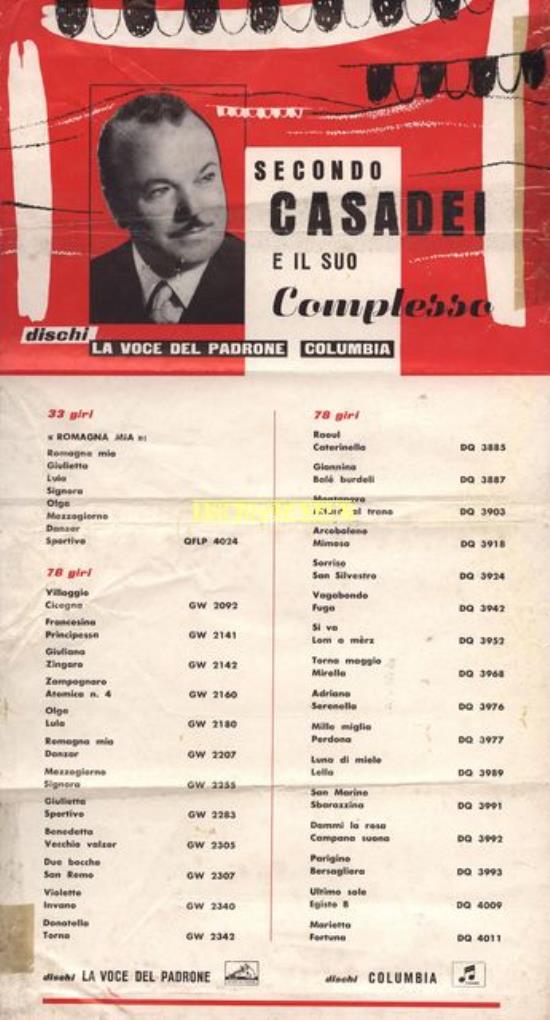 SECONDO
CASADEI
E IL SUO
Complesso
dischi
LA VOCE DEL PADRONE COLUMBIA
33 giri
« ROMAGNA MIA »
Romagna mia
Giulietta
Lula
Signora
Olga
Mezzogiorno
Danzar
Sportivo QFLP 4024
78 giri
Villaggio
Cicogna GW 2092
Francesina
Principessa GW 2141
Giuliana
Zingaro GW 2142
Zampognaro
Atomica n. 4 GW 2160
Olga
Lula GW 2180
Romagna mia
Danzar GW 2207
Mezzogiorno
Signora GW 2255
Giulietta
Sportivo GW 2283
Benedetta
Vecchio valzer GW 2305
Due bocche
San Remo GW 2307
Violetta
Invano GW 2340
Donatello
Torna GW 2342
78 giri
Raoul
Caterinella DQ 3885
Giannina
Balé burdeli DQ 3887
al trano DQ 3903
Arcobaleno
Mimosa DQ 3918
Sorriso
San Silvestro DQ 3924
Vagabondo
Fuga DQ 3942
Si va
Lom a mèrz DQ 3952
Torna maggio
Mirella DQ 3968
Adriana
Serenella DQ 3976
Mille miglia
Perdona DQ 3977
Luna di miele
Lella DQ 3989
San Marino
Sbarazzina DQ 3991
Dammi la rosa
Campana suona DQ 3992
Parigino
Bersagliera DQ 3993
Ultimo sole
Egisto B DQ 4009
Marietta
Fortuna DQ 4011
dischi LA VOCE DEL PADRONE
dischi COLUMBIA